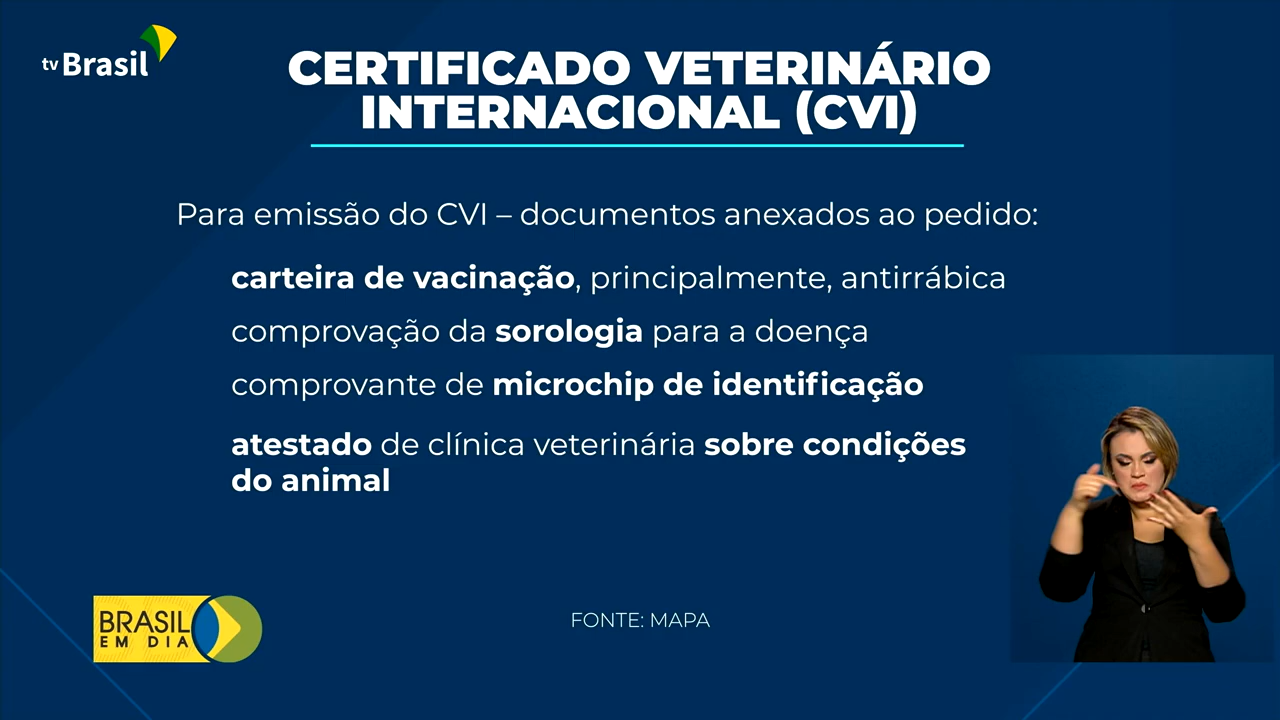 tv Brasil
CERTIFICADO VETERINÁRIO
INTERNACIONAL (CVI)
Para emissão do CVI – documentos anexados ao pedido:
carteira de vacinação, principalmente, antirrábica
comprovação da sorologia para a doença
comprovante de microchip de identificação
atestado de clínica veterinária sobre condições
do animal
BRASIL
EM DIA
FONTE: MAPA